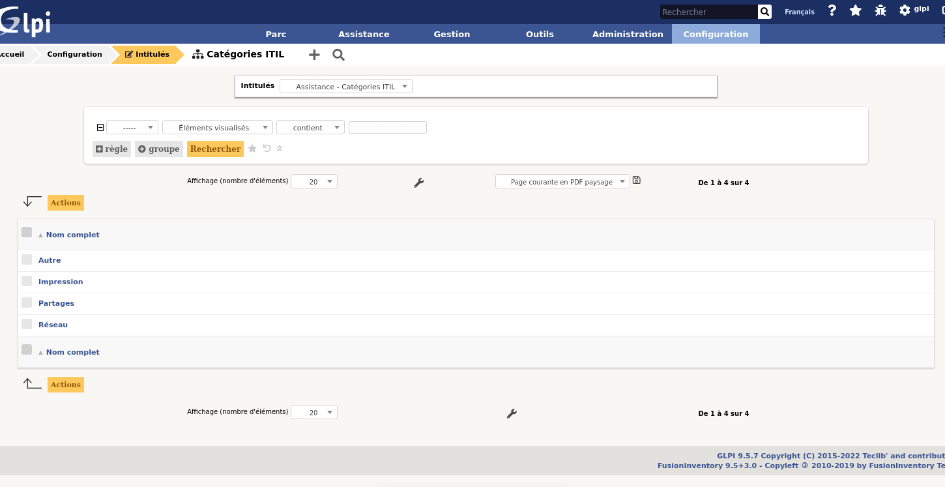 Glpi
Rechercher
Français
?
glpi
Parc
Assistance
Gestion
Outils
Administration
Configuration
ccueil
Configuration
Intitulés
Catégories ITIL
Intitulés
Assistance - Catégories ITIL
-----
Éléments visualisés
contient
règle
groupe
Rechercher
Affichage (nombre d'éléments)
20
Page courante en PDF paysage
De 1 à 4 sur 4
Actions
Nom complet
Autre
Impression
Partages
Réseau
Nom complet
Actions
Affichage (nombre d'éléments)
20
De 1 à 4 sur 4
GLPI 9.5.7 Copyright (C) 2015-2022 Teclib' and contribut
FusionInventory 9.5+3.0 - Copyleft 🄯 2010-2019 by FusionInventory Te